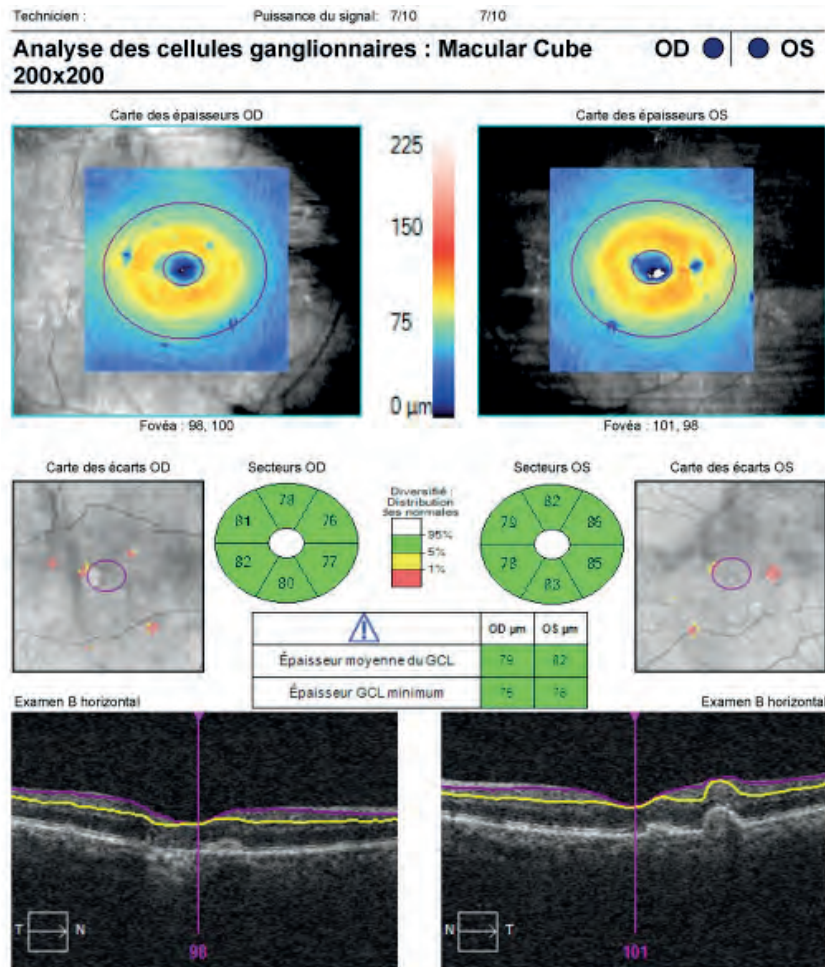 Technicien : Puissance du signal: 7/10 7/10
Analyse des cellules ganglionnaires : Macular Cube 200x200 OD OS
Carte des épaisseurs OD
Carte des épaisseurs OS
225
150
75
0 µm
Fovéa : 98, 100
Fovéa : 101, 98
Carte des écarts OD
Secteurs OD
Secteurs OS
Carte des écarts OS
Diversifié :
Distribution
des normales
95%
5%
1%
78
81
76
82
77
80
82
79
86
78
85
83
OD µm OS µm
Épaisseur moyenne du GCL 79 82
Épaisseur GCL minimum 75 78
Examen B horizontal
Examen B horizontal
T N
98
N T
101